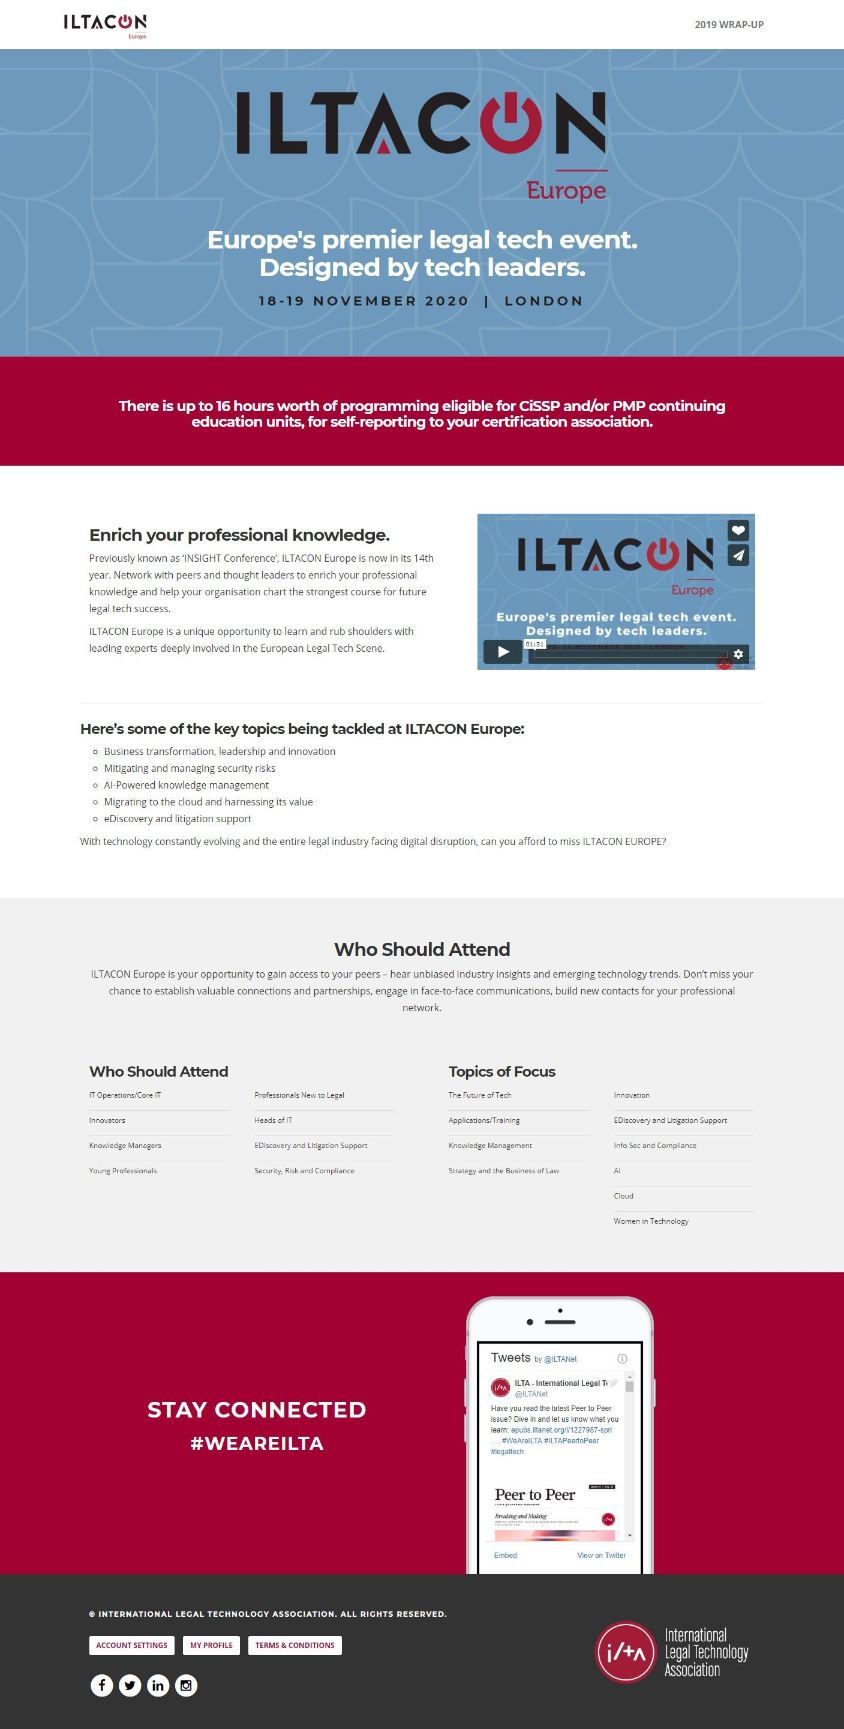 ILTACON
Europe
2019 WRAP-UP
ILTACON
Europe
Europe's premier legal tech event.
Designed by tech leaders.
18-19 NOVEMBER 2020 | LONDON
There is up to 16 hours worth of programming eligible for CiSSP and/or PMP continuing
education units, for self-reporting to your certification association.
Enrich your professional knowledge.
Previously known as 'INSIGHT Conference', ILTACON Europe is now in its 14th
year. Network with peers and thought leaders to enrich your professional
knowledge and help your organisation chart the strongest course for future
legal tech success.
ILTACON Europe is a unique opportunity to learn and rub shoulders with
leading experts deeply involved in the European Legal Tech Scene.
ILTACON
Europe
Europe's premier legal tech event.
Designed by tech leaders.
01:31
Here's some of the key topics being tackled at ILTACON Europe:
Business transformation, leadership and innovation
Mitigating and managing security risks
AI-Powered knowledge management
Migrating to the cloud and harnessing its value
eDiscovery and litigation support
With technology constantly evolving and the entire legal industry facing digital disruption, can you afford to miss ILTACON EUROPE?
Who Should Attend
ILTACON Europe is your opportunity to gain access to your peers – hear unbiased industry insights and emerging technology trends. Don't miss your
chance to establish valuable connections and partnerships, engage in face-to-face communications, build new contacts for your professional
network.
Who Should Attend
IT Operations/Core IT
Innovators
Knowledge Managers
Young Professionals
Professionals New to Legal
Heads of IT
EDiscovery and Litigation Support
Security, Risk and Compliance
Topics of Focus
The Future of Tech
Applications/Training
Knowledge Management
Strategy and the Business of Law
Innovation
EDiscovery and Litigation Support
Info Sec and Compliance
AI
Cloud
Women in Technology
STAY CONNECTED
#WEAREILTA
Tweets by @ILTANet
ILTA - International Legal Te
@ILTANet
Have you read the latest Peer to Peer
issue? Dive in and let us know what you
learn: epubs.iltanet.org/i/1227987-spri
... #WeAreILTA #ILTAPeertoPeer
#legaltech
Peer to Peer
Breaking and Making
Embed
View on Twitter
© INTERNATIONAL LEGAL TECHNOLOGY ASSOCIATION. ALL RIGHTS RESERVED.
ACCOUNT SETTINGS
MY PROFILE
TERMS & CONDITIONS
ilta
International
Legal Technology
Association